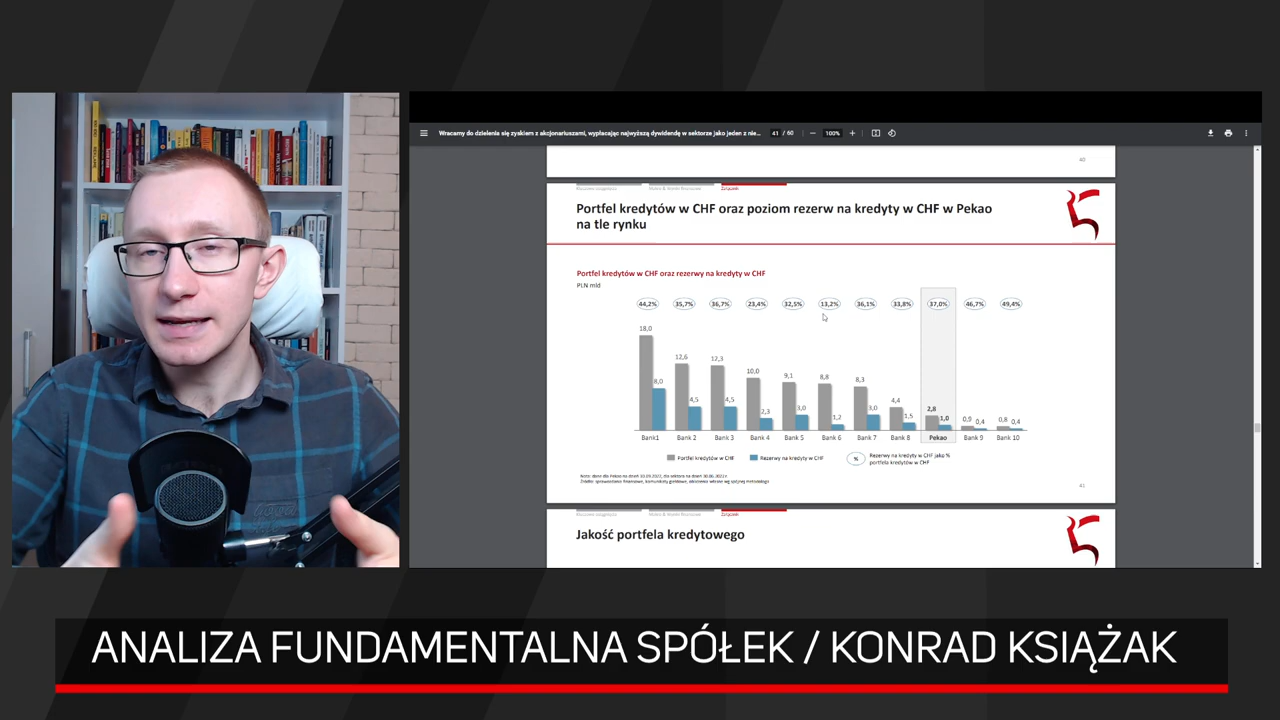 Wracamy do dzielenia się zyskiem z akcjonariuszami, wypłacając najwyższą dywidendę w sektorze jako jeden z nie...
41 / 60
100%
40
Załącznik
Portfel kredytów w CHF oraz poziom rezerw na kredyty w CHF w Pekao
na tle rynku
Portfel kredytów w CHF oraz rezerwy na kredyty w CHF
PLN mld
44,2% 35,7% 36,7% 23,4% 32,5% 13,2% 36,1% 33,8% 37,0% 46,7% 49,4%
18,0 8,0 12,6 4,5 12,3 4,5 10,0 2,3 9,1 3,0 8,8 1,2 8,3 3,0 4,4 1,5 2,8 1,0 0,9 0,4 0,8 0,4
Bank1 Bank 2 Bank 3 Bank 4 Bank 5 Bank 6 Bank 7 Bank 8 Pekao Bank 9 Bank 10
Portfel kredytów w CHF
Rezerwy na kredyty w CHF
%
Rezerwy na kredyty w CHF jako %
portfela kredytów w CHF
41
Załącznik
Jakość portfela kredytowego
ANALIZA FUNDAMENTALNA SPÓŁEK / KONRAD KSIĄŻAK